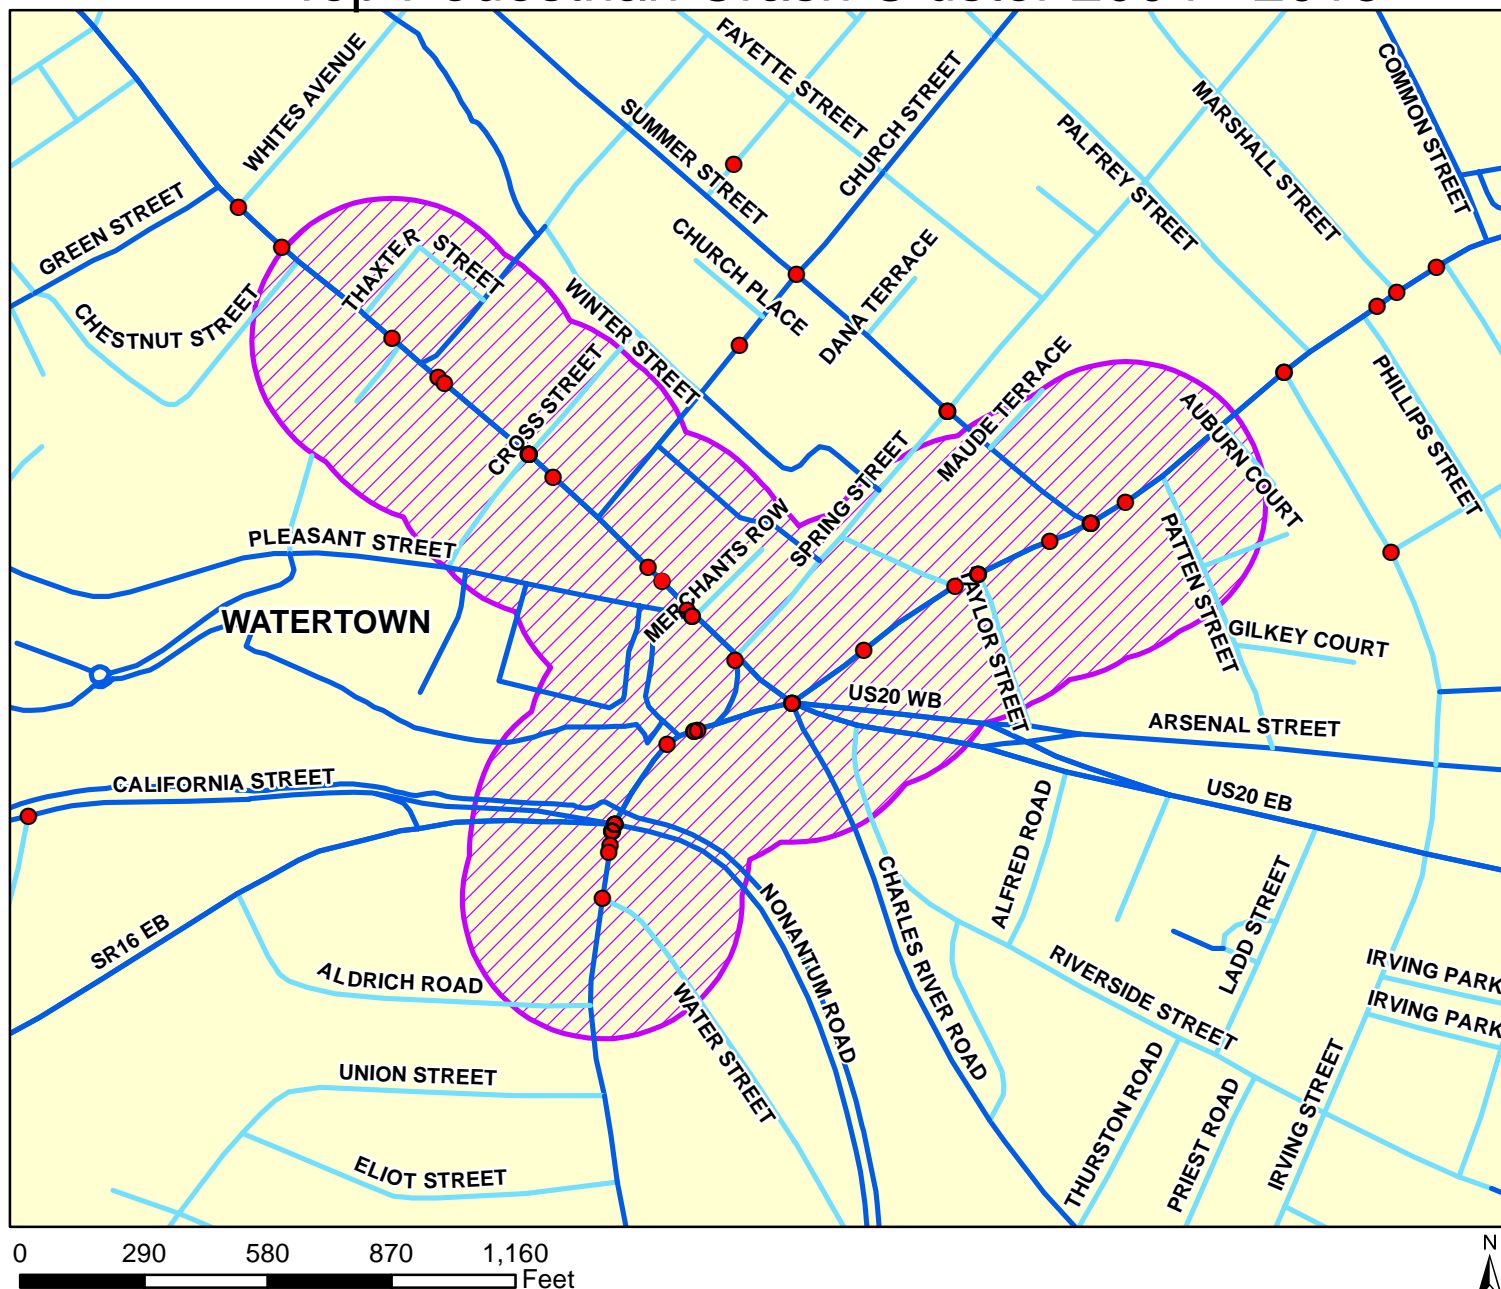 WHITES AVENUE
FAYETTE STREET
SUMMER STREET
CHURCH STREET
COMMON STREET
MARSHALL STREET
PALFREY STREET
GREEN STREET
THAXTER STREET
CHURCH PLACE
DANA TERRACE
CHESTNUT STREET
WINTER STREET
CROSS STREET
MAUDE TERRACE
PHILLIPS STREET
AUBURN COURT
SPRING STREET
MERCHANTS ROW
PLEASANT STREET
PATTEN STREET
TAYLOR STREET
WATERTOWN
GILKEY COURT
US20 WB
ARSENAL STREET
CALIFORNIA STREET
US20 EB
ALFRED ROAD
CHARLES RIVER ROAD
NONANTUM ROAD
LADD STREET
SR16 EB
ALDRICH ROAD
WATER STREET
RIVERSIDE STREET
IRVING PARK
IRVING PARK
UNION STREET
THURSTON ROAD
PRIEST ROAD
IRVING STREET
ELIOT STREET
0 290 580 870 1,160
Feet
N